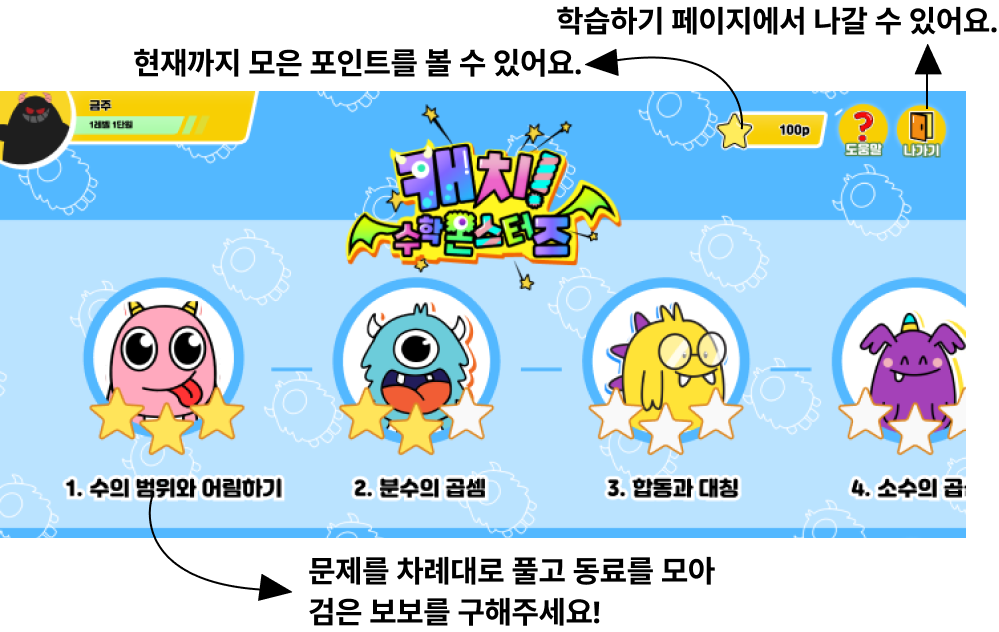 학습하기 페이지에서 나갈 수 있어요.
현재까지 모은 포인트를 볼 수 있어요.
금주
1레벨 1단원
100p
도움말
나가기
캐치!
수학몬스터즈
1. 수의 범위와 어림하기
2. 분수의 곱셈
3. 합동과 대칭
4. 소수의 곱
문제를 차례대로 풀고 동료를 모아
검은 보보를 구해주세요!